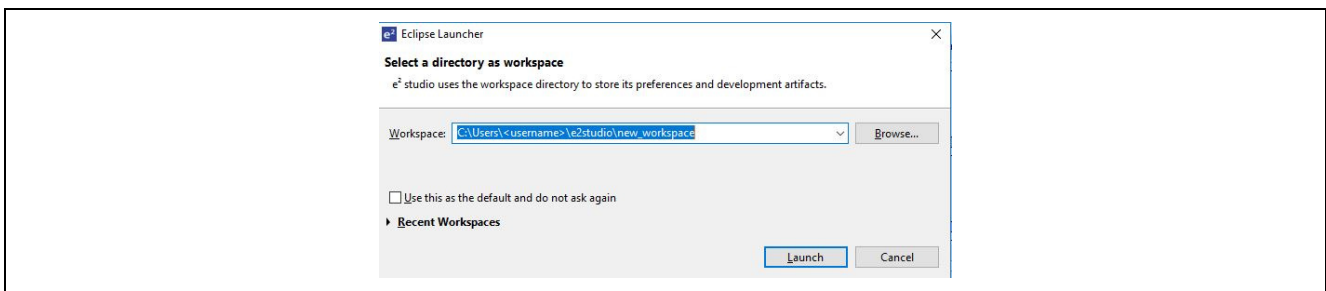 e² Eclipse Launcher
Select a directory as workspace
e² studio uses the workspace directory to store its preferences and development artifacts.
Workspace: C:\Users\<username>\e2studio\new_workspace Browse...
Use this as the default and do not ask again
Recent Workspaces
Launch Cancel